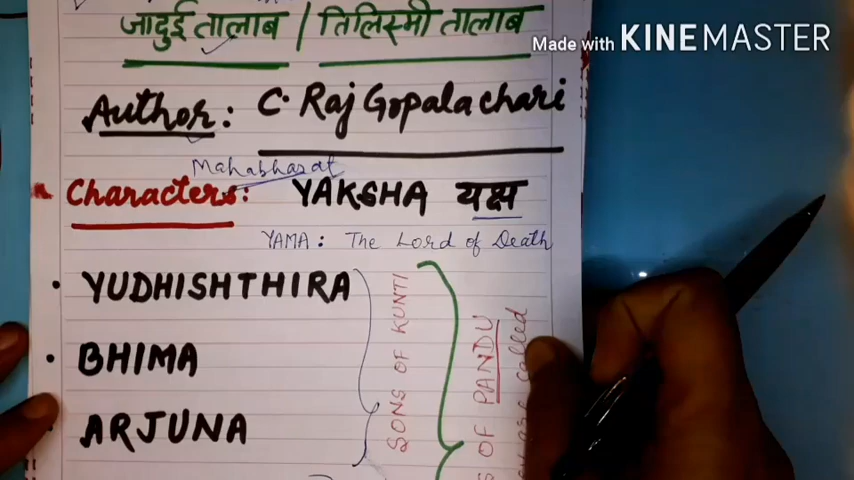 जादुई तालाब / तिलिस्मी तालाब
Made with KINEMASTER
Author: C. Raj Gopalachari
Mahabharat
Characters: YAKSHA यक्ष
YAMA: The Lord of Death
• YUDHISHTHIRA
• BHIMA
• ARJUNA
SONS OF KUNTI
OF PANDU
called